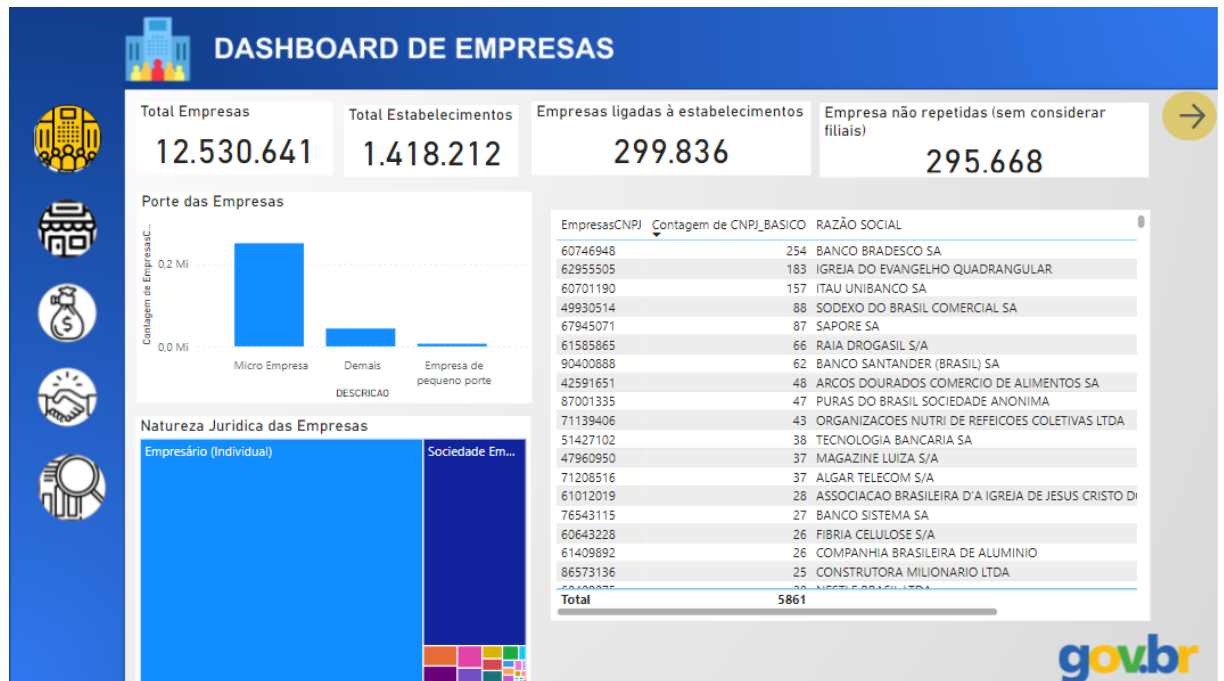 DASHBOARD DE EMPRESAS
Total Empresas
12.530.641
Total Estabelecimentos
1.418.212
Empresas ligadas à estabelecimentos
299.836
Empresa não repetidas (sem considerar
filiais)
295.668
Porte das Empresas
Contagem de EmpresasC...
0,2 Mi
0,0 Mi
Micro Empresa
Demais
Empresa de
pequeno porte
DESCRICAO
Natureza Juridica das Empresas
Empresário (Individual)
Sociedade Em...
EmpresasCNPJ Contagem de CNPJ_BASICO RAZÃO SOCIAL
60746948 254 BANCO BRADESCO SA
62955505 183 IGREJA DO EVANGELHO QUADRANGULAR
60701190 157 ITAU UNIBANCO SA
49930514 88 SODEXO DO BRASIL COMERCIAL SA
67945071 87 SAPORE SA
61585865 66 RAIA DROGASIL S/A
90400888 62 BANCO SANTANDER (BRASIL) SA
42591651 48 ARCOS DOURADOS COMERCIO DE ALIMENTOS SA
87001335 47 PURAS DO BRASIL SOCIEDADE ANONIMA
71139406 43 ORGANIZACOES NUTRI DE REFEICOES COLETIVAS LTDA
51427102 38 TECNOLOGIA BANCARIA SA
47960950 37 MAGAZINE LUIZA S/A
71208516 37 ALGAR TELECOM S/A
61012019 28 ASSOCIACAO BRASILEIRA D'A IGREJA DE JESUS CRISTO
76543115 27 BANCO SISTEMA SA
60643228 26 FIBRIA CELULOSE S/A
61409892 26 COMPANHIA BRASILEIRA DE ALUMINIO
86573136 25 CONSTRUTORA MILIONARIO LTDA
Total 5861
gov.br